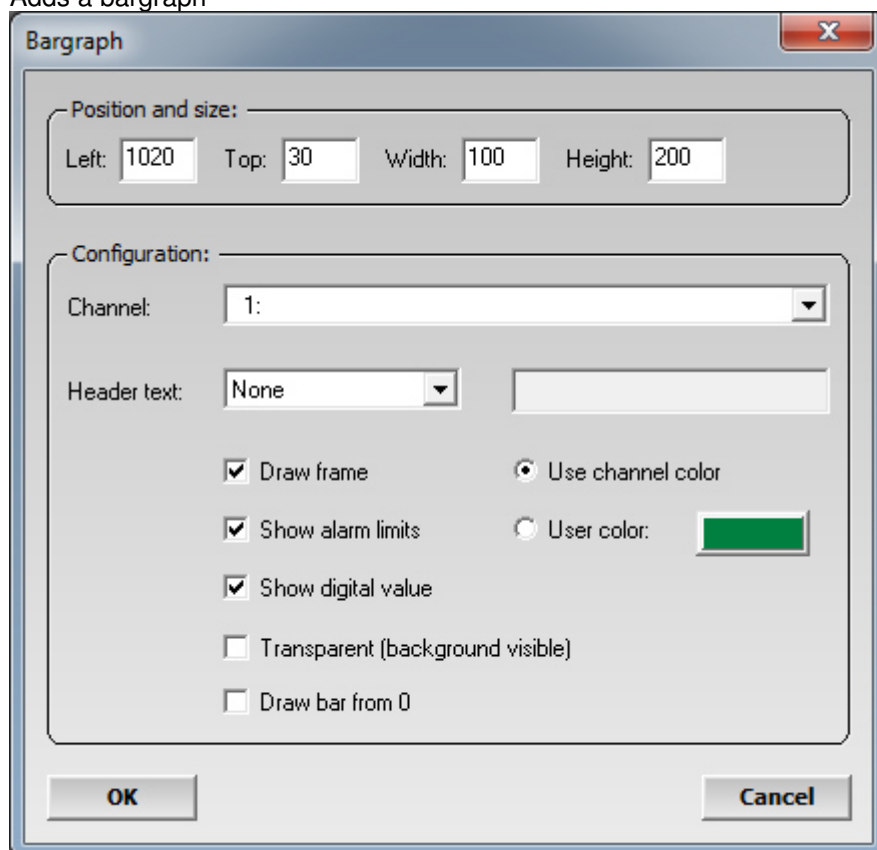 Adds a bargraph
Bargraph
Position and size:
Left: 1020 Top: 30 Width: 100 Height: 200
Configuration:
Channel: 1:
Header text: None
Draw frame Use channel color
Show alarm limits User color:
Show digital value
Transparent (background visible)
Draw bar from 0
OK Cancel